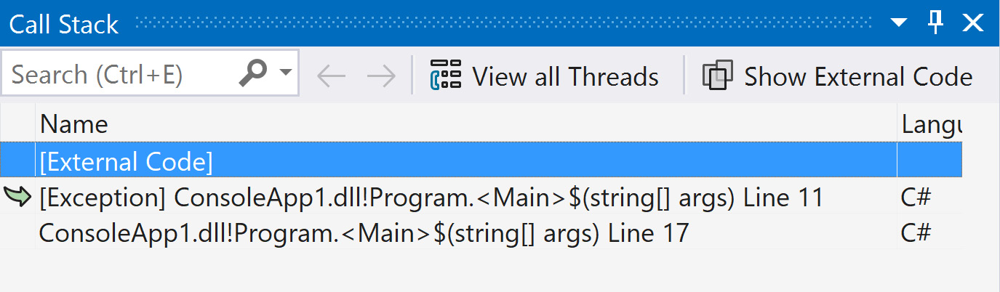 Call Stack
Search (Ctrl+E) View all Threads Show External Code
Name Langu
[External Code]
[Exception] ConsoleApp1.dll!Program.<Main>$(string[] args) Line 11 C#
ConsoleApp1.dll!Program.<Main>$(string[] args) Line 17 C#